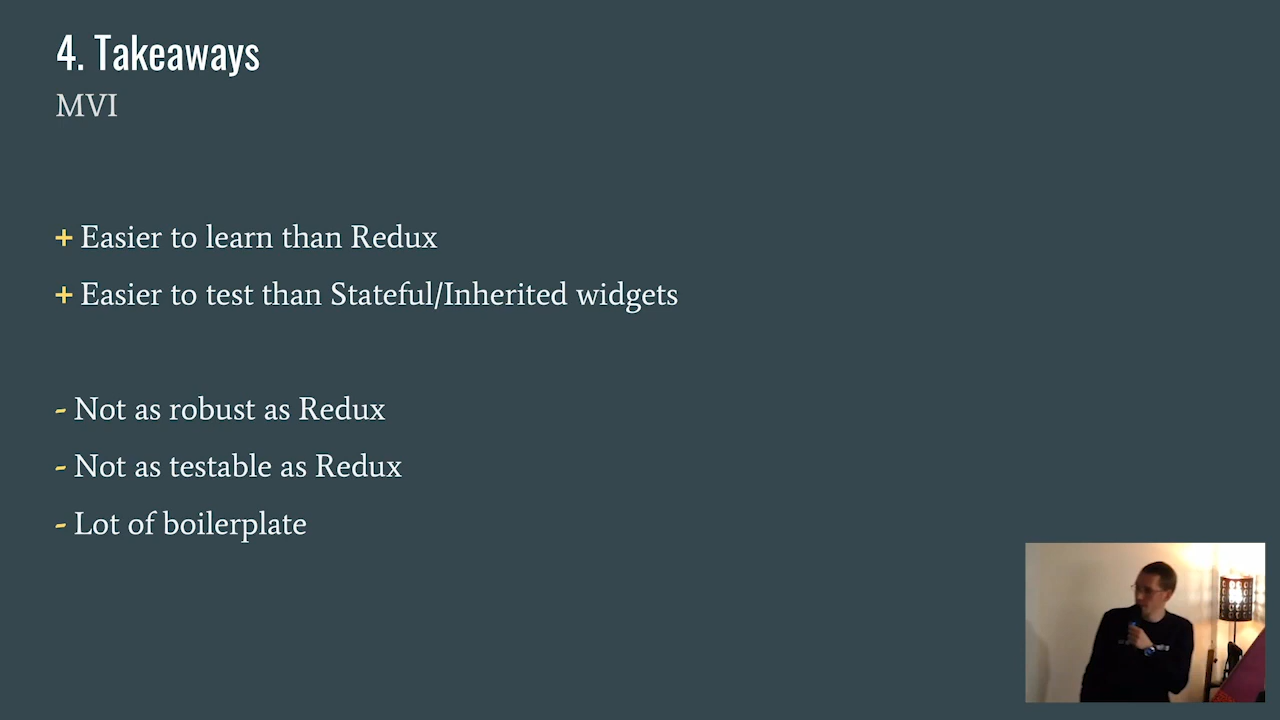 4. Takeaways
MVI
+ Easier to learn than Redux
+ Easier to test than Stateful/Inherited widgets
- Not as robust as Redux
- Not as testable as Redux
- Lot of boilerplate